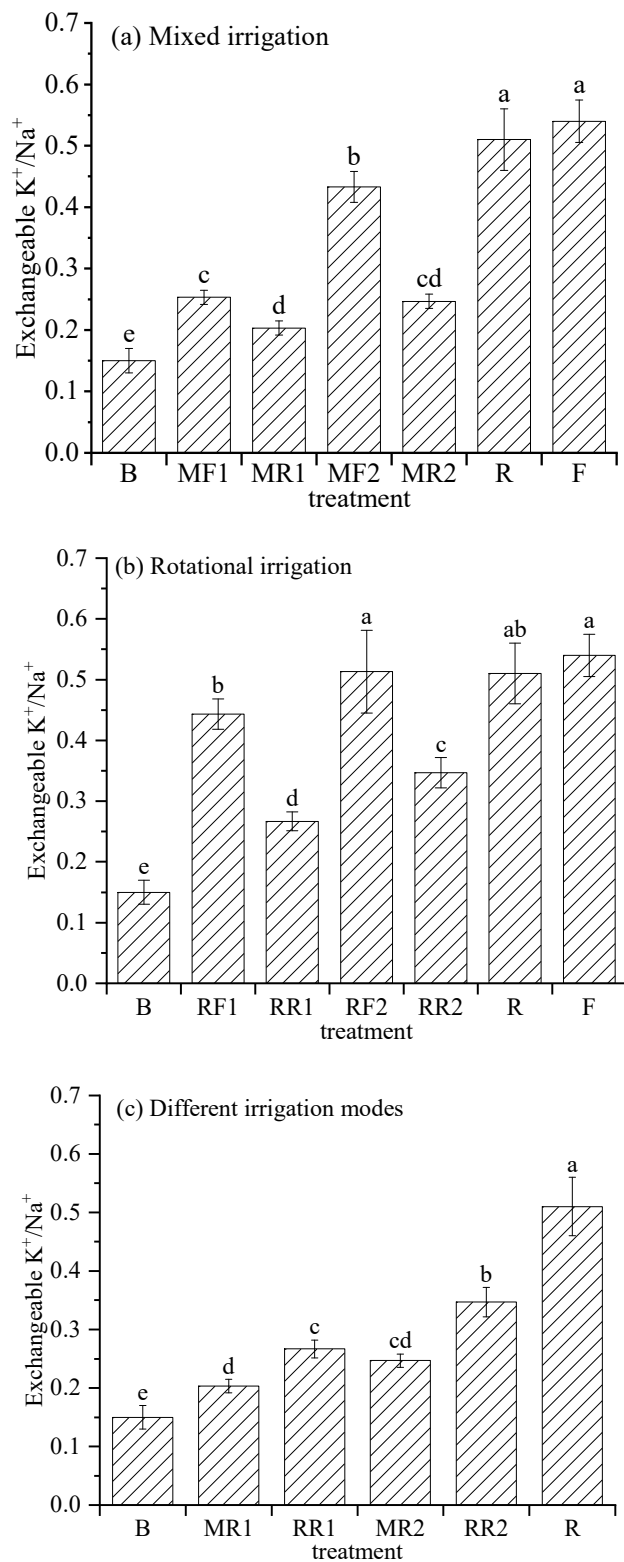 (a) Mixed irrigation
0.7
0.6
0.5
0.4
0.3
0.2
0.1
0.0
Exchangeable K⁺/Na⁺
e
c
d
b
cd
a
a
B MF1 MR1 MF2 MR2 R F
treatment
(b) Rotational irrigation
0.7
0.6
0.5
0.4
0.3
0.2
0.1
0.0
Exchangeable K⁺/Na⁺
e
b
d
a
c
ab
a
B RF1 RR1 RF2 RR2 R F
treatment
(c) Different irrigation modes
0.7
0.6
0.5
0.4
0.3
0.2
0.1
0.0
Exchangeable K⁺/Na⁺
e
d
c
cd
b
a
B MR1 RR1 MR2 RR2 R
treatment